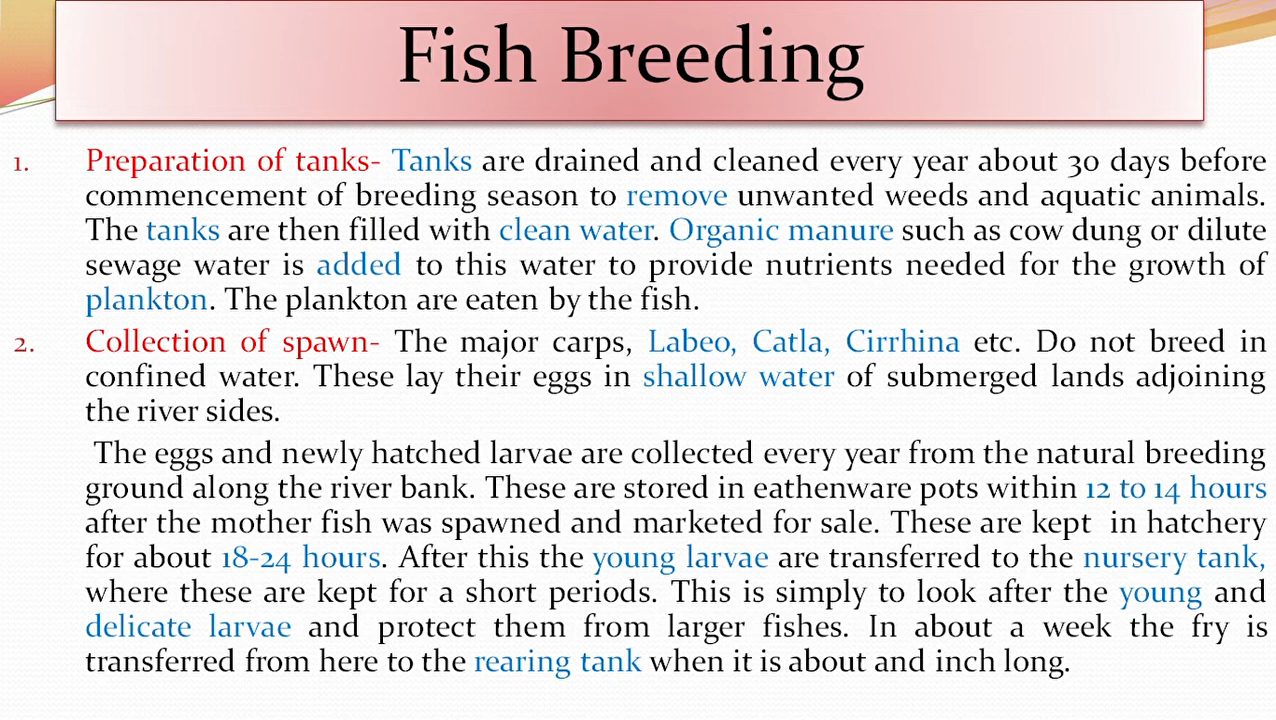 Fish Breeding
1. Preparation of tanks- Tanks are drained and cleaned every year about 30 days before
commencement of breeding season to remove unwanted weeds and aquatic animals.
The tanks are then filled with clean water. Organic manure such as cow dung or dilute
sewage water is added to this water to provide nutrients needed for the growth of
plankton. The plankton are eaten by the fish.
2. Collection of spawn- The major carps, Labeo, Catla, Cirrhina etc. Do not breed in
confined water. These lay their eggs in shallow water of submerged lands adjoining
the river sides.
The eggs and newly hatched larvae are collected every year from the natural breeding
ground along the river bank. These are stored in eathenware pots within 12 to 14 hours
after the mother fish was spawned and marketed for sale. These are kept in hatchery
for about 18-24 hours. After this the young larvae are transferred to the nursery tank,
where these are kept for a short periods. This is simply to look after the young and
delicate larvae and protect them from larger fishes. In about a week the fry is
transferred from here to the rearing tank when it is about and inch long.